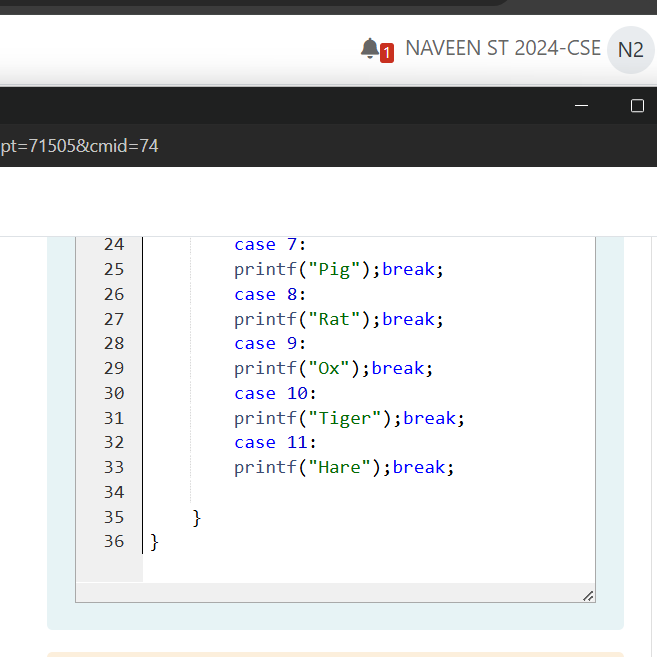 1 NAVEEN ST 2024-CSE N2
pt=71505&cmid=74
24 case 7:
25 printf("Pig");break;
26 case 8:
27 printf("Rat");break;
28 case 9:
29 printf("Ox");break;
30 case 10:
31 printf("Tiger");break;
32 case 11:
33 printf("Hare");break;
34
35 }
36 }